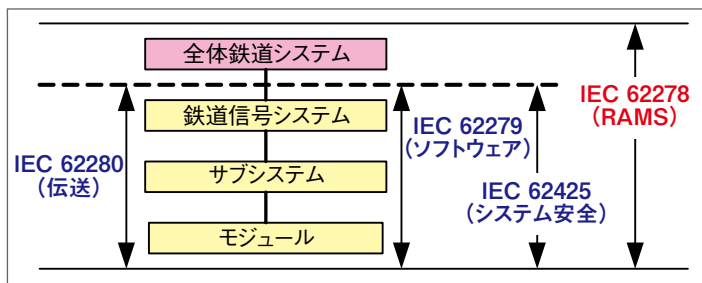 全体鉄道システム
鉄道信号システム
サブシステム
モジュール
IEC 62280
（伝送）
IEC 62279
（ソフトウェア）
IEC 62425
（システム安全）
IEC 62278
（RAMS）